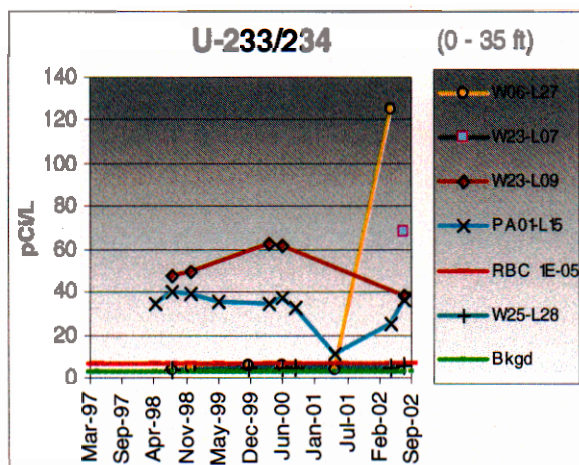 U-233/234 (0 - 35 ft)
140
120
100
80
60
40
20
0
pCi/L
Mar-97
Sep-97
Apr-98
Nov-98
May-99
Dec-99
Jun-00
Jan-01
Jul-01
Feb-02
Sep-02
W06-L27
W23-L07
W23-L09
PA01-L15
RBC 1E-05
W25-L28
Bkgd